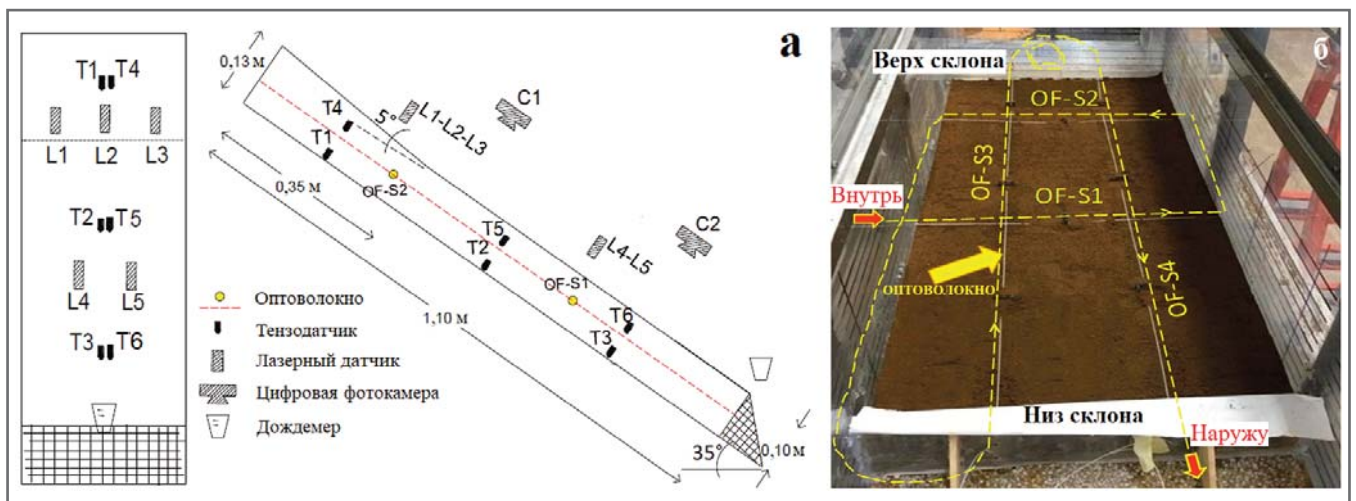 T1 T4
L1 L2 L3
T2 T5
L4 L5
T3 T6
а
0,13 м
T4
5°
L1-L2-L3
C1
T1
OF-S2
0,35 м
T5
C2
T2
L4-L5
OF-S1
1,10 м
T6
T3
35°
0,10 м
Оптоволокно
Тензодатчик
Лазерный датчик
Цифровая фотокамера
Дождемер
б
Верх склона
OF-S2
OF-S3
Внутрь
OF-S1
оптоволокно
OF-S4
Низ склона
Наружу